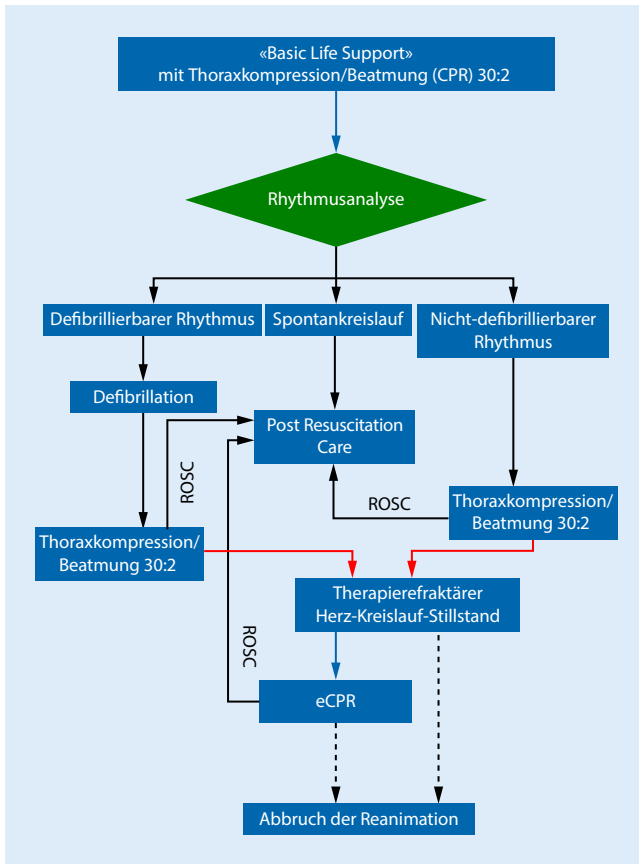 «Basic Life Support»
mit Thoraxkompression/Beatmung (CPR) 30:2
Rhythmusanalyse
Defibrillierbarer Rhythmus
Spontankreislauf
Nicht-defibrillierbarer
Rhythmus
Defibrillation
Post Resuscitation
Care
ROSC
ROSC
Thoraxkompression/
Beatmung 30:2
Thoraxkompression/
Beatmung 30:2
Therapierefraktärer
Herz-Kreislauf-Stillstand
ROSC
eCPR
Abbruch der Reanimation